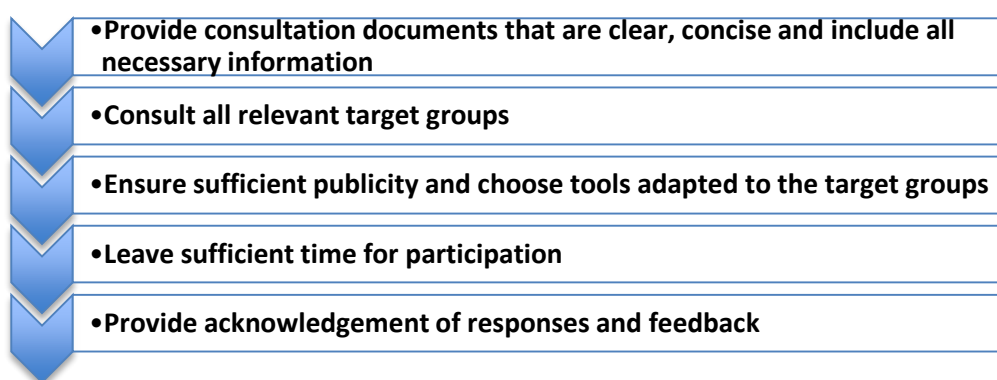 •Provide consultation documents that are clear, concise and include all
necessary information
•Consult all relevant target groups
•Ensure sufficient publicity and choose tools adapted to the target groups
•Leave sufficient time for participation
•Provide acknowledgement of responses and feedback